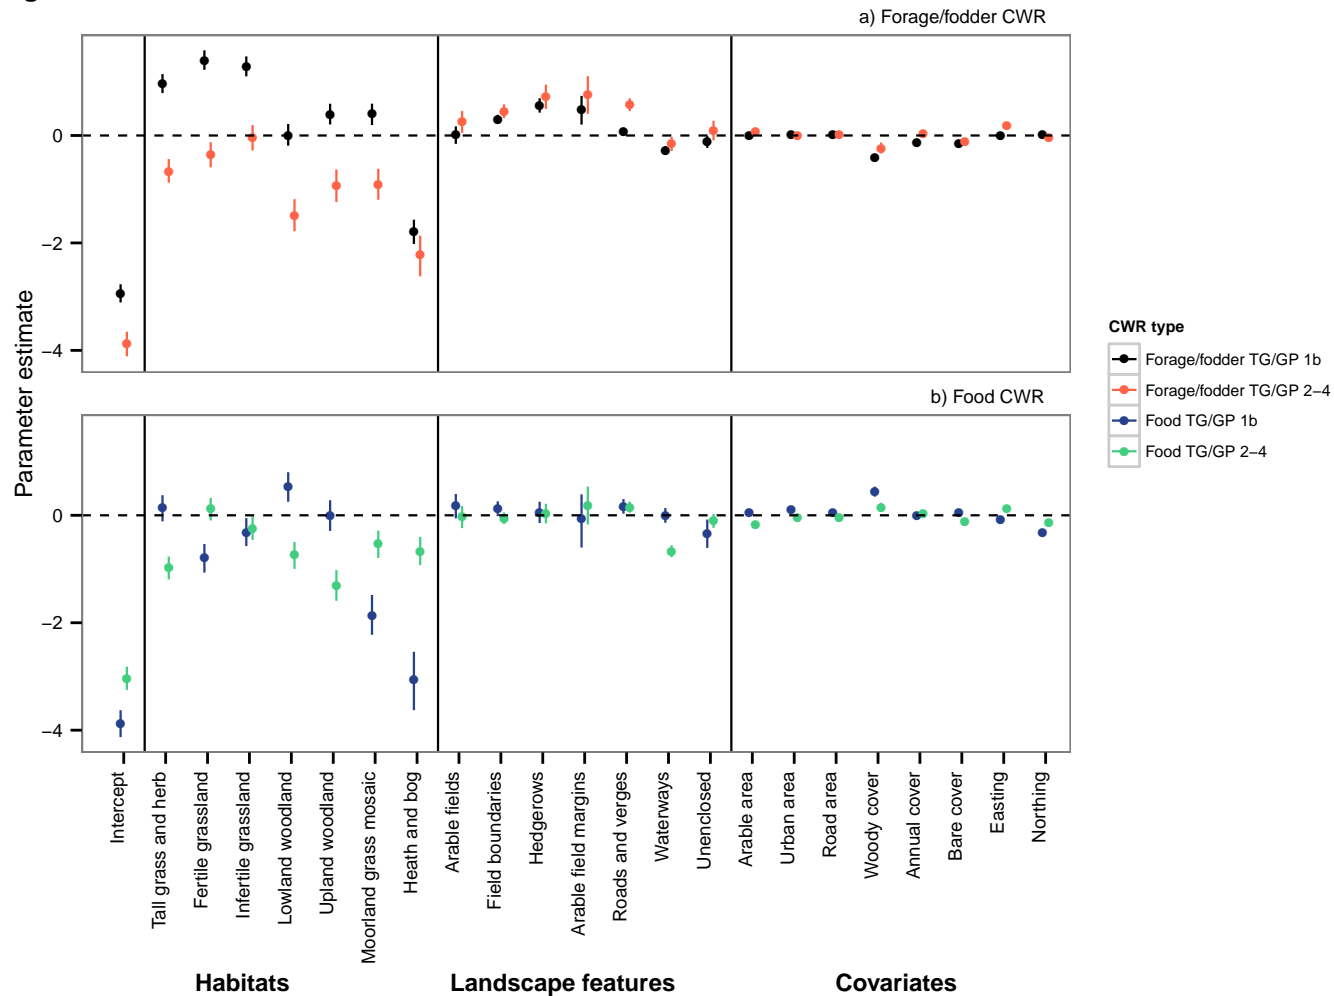 a) Forage/fodder CWR
0
−2
−4
Parameter estimate
b) Food CWR
0
−2
−4
Intercept
Tall grass and herb
Fertile grassland
Infertile grassland
Lowland woodland
Upland woodland
Moorland grass mosaic
Heath and bog
Arable fields
Field boundaries
Hedgerows
Arable field margins
Roads and verges
Waterways
Unenclosed
Arable area
Urban area
Road area
Woody cover
Annual cover
Bare cover
Easting
Northing
Habitats
Landscape features
Covariates
CWR type
Forage/fodder TG/GP 1b
Forage/fodder TG/GP 2−4
Food TG/GP 1b
Food TG/GP 2−4